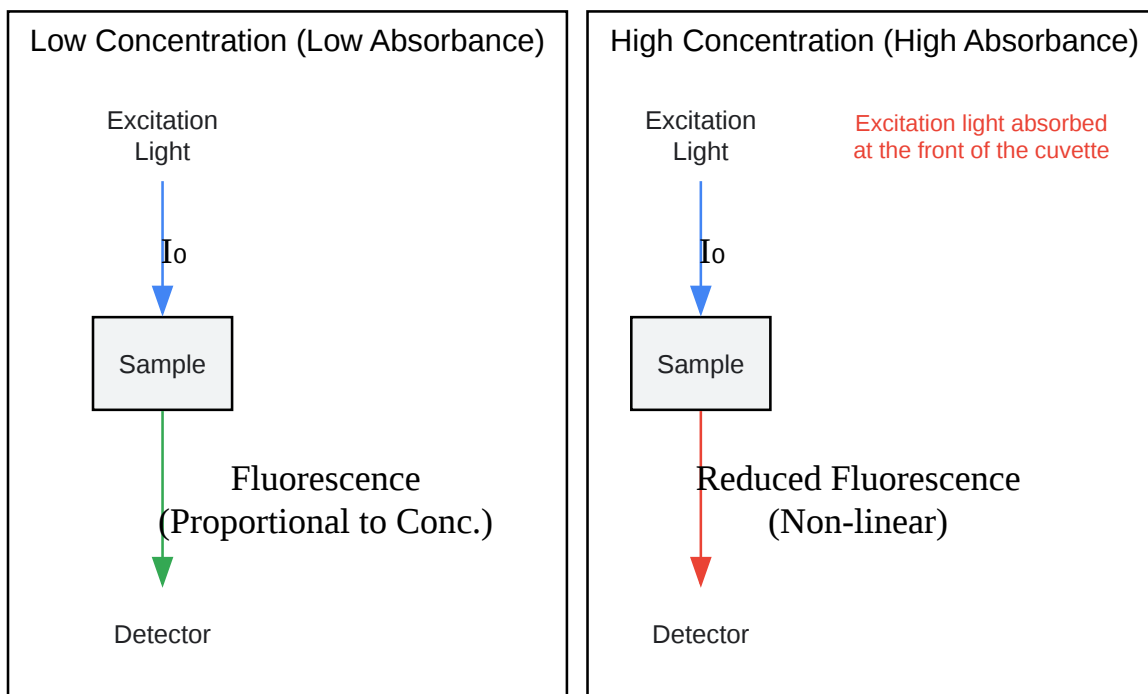 Low Concentration (Low Absorbance)
Excitation
Light
I₀
Sample
Fluorescence
(Proportional to Conc.)
Detector
High Concentration (High Absorbance)
Excitation
Light
Excitation light absorbed
at the front of the cuvette
I₀
Sample
Reduced Fluorescence
(Non-linear)
Detector